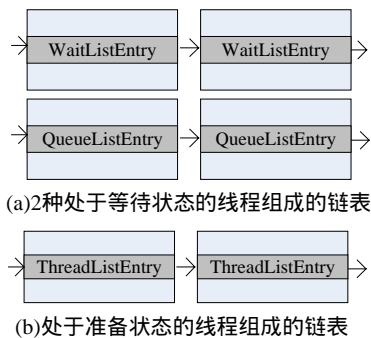 WaitListEntry WaitListEntry
QueueListEntry QueueListEntry
(a)2种处于等待状态的线程组成的链表
ThreadListEntry ThreadListEntry
(b)处于准备状态的线程组成的链表